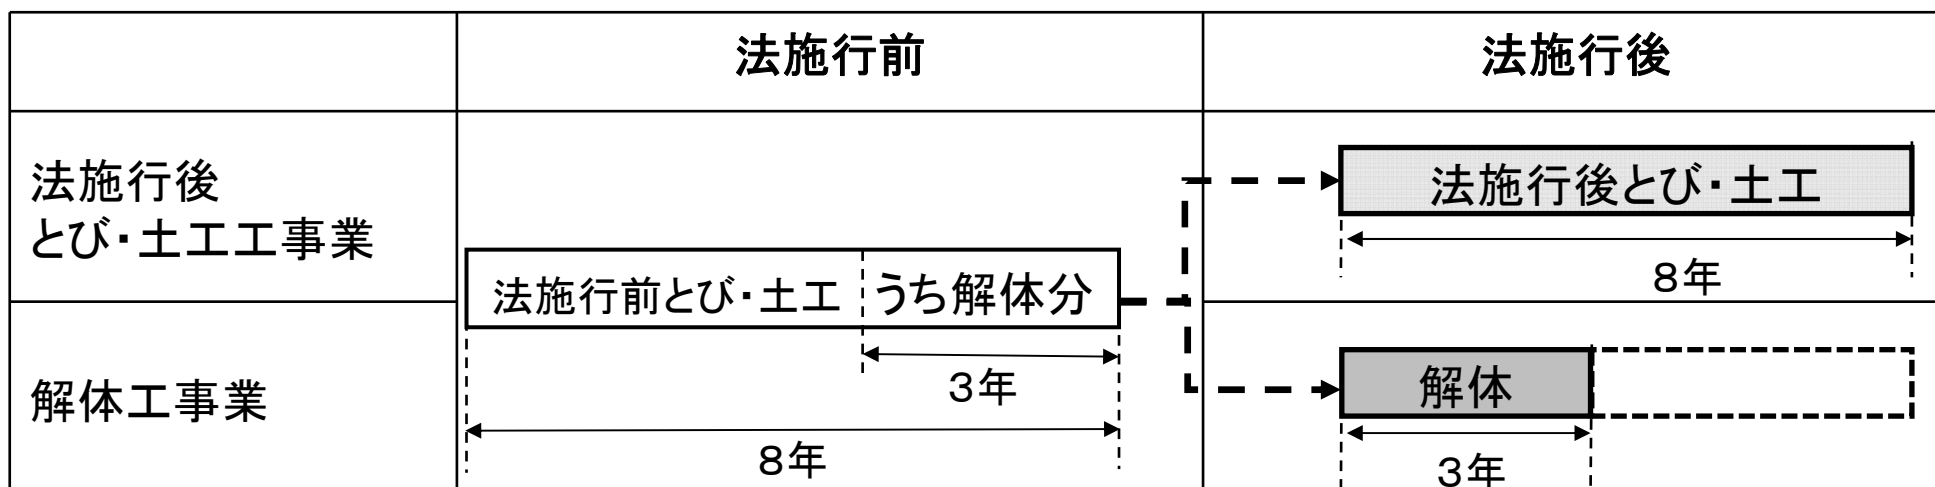 法施行前
法施行後
法施行後
とび・土工工事業
法施行前とび・土工
うち解体分
3年
8年
法施行後とび・土工
8年
解体工事業
解体
3年